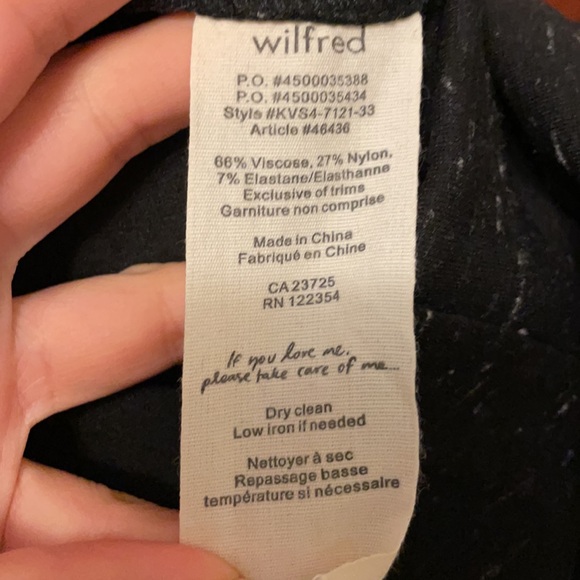 wilfred
P.O. #4500035388
P.O. #4500035434
Style #KVS4-7121-33
Article #46436
66% Viscose, 27% Nylon,
7% Elastane/Elasthanne
Exclusive of trims
Garniture non comprise
Made in China
Fabriqué en Chine
CA 23725
RN 122354
If you love me,
please take care of me...
Dry clean
Low iron if needed
Nettoyer à sec
Repassage basse
température si nécessaire